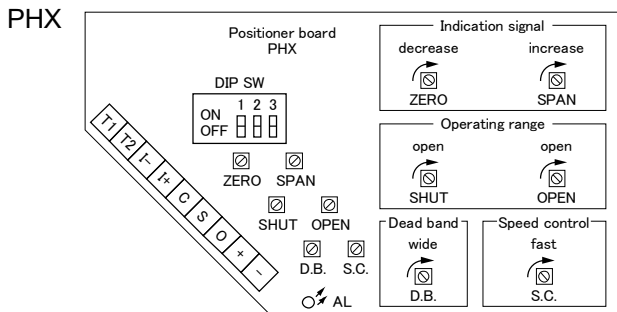 PHX
Positioner board
PHX
DIP SW
1 2 3
ON
OFF
T1 T2 I- I+ C S O + -
ZERO SPAN
SHUT OPEN
D.B. S.C.
AL
Indication signal
decrease increase
ZERO SPAN
Operating range
open open
SHUT OPEN
Dead band
wide
D.B.
Speed control
fast
S.C.